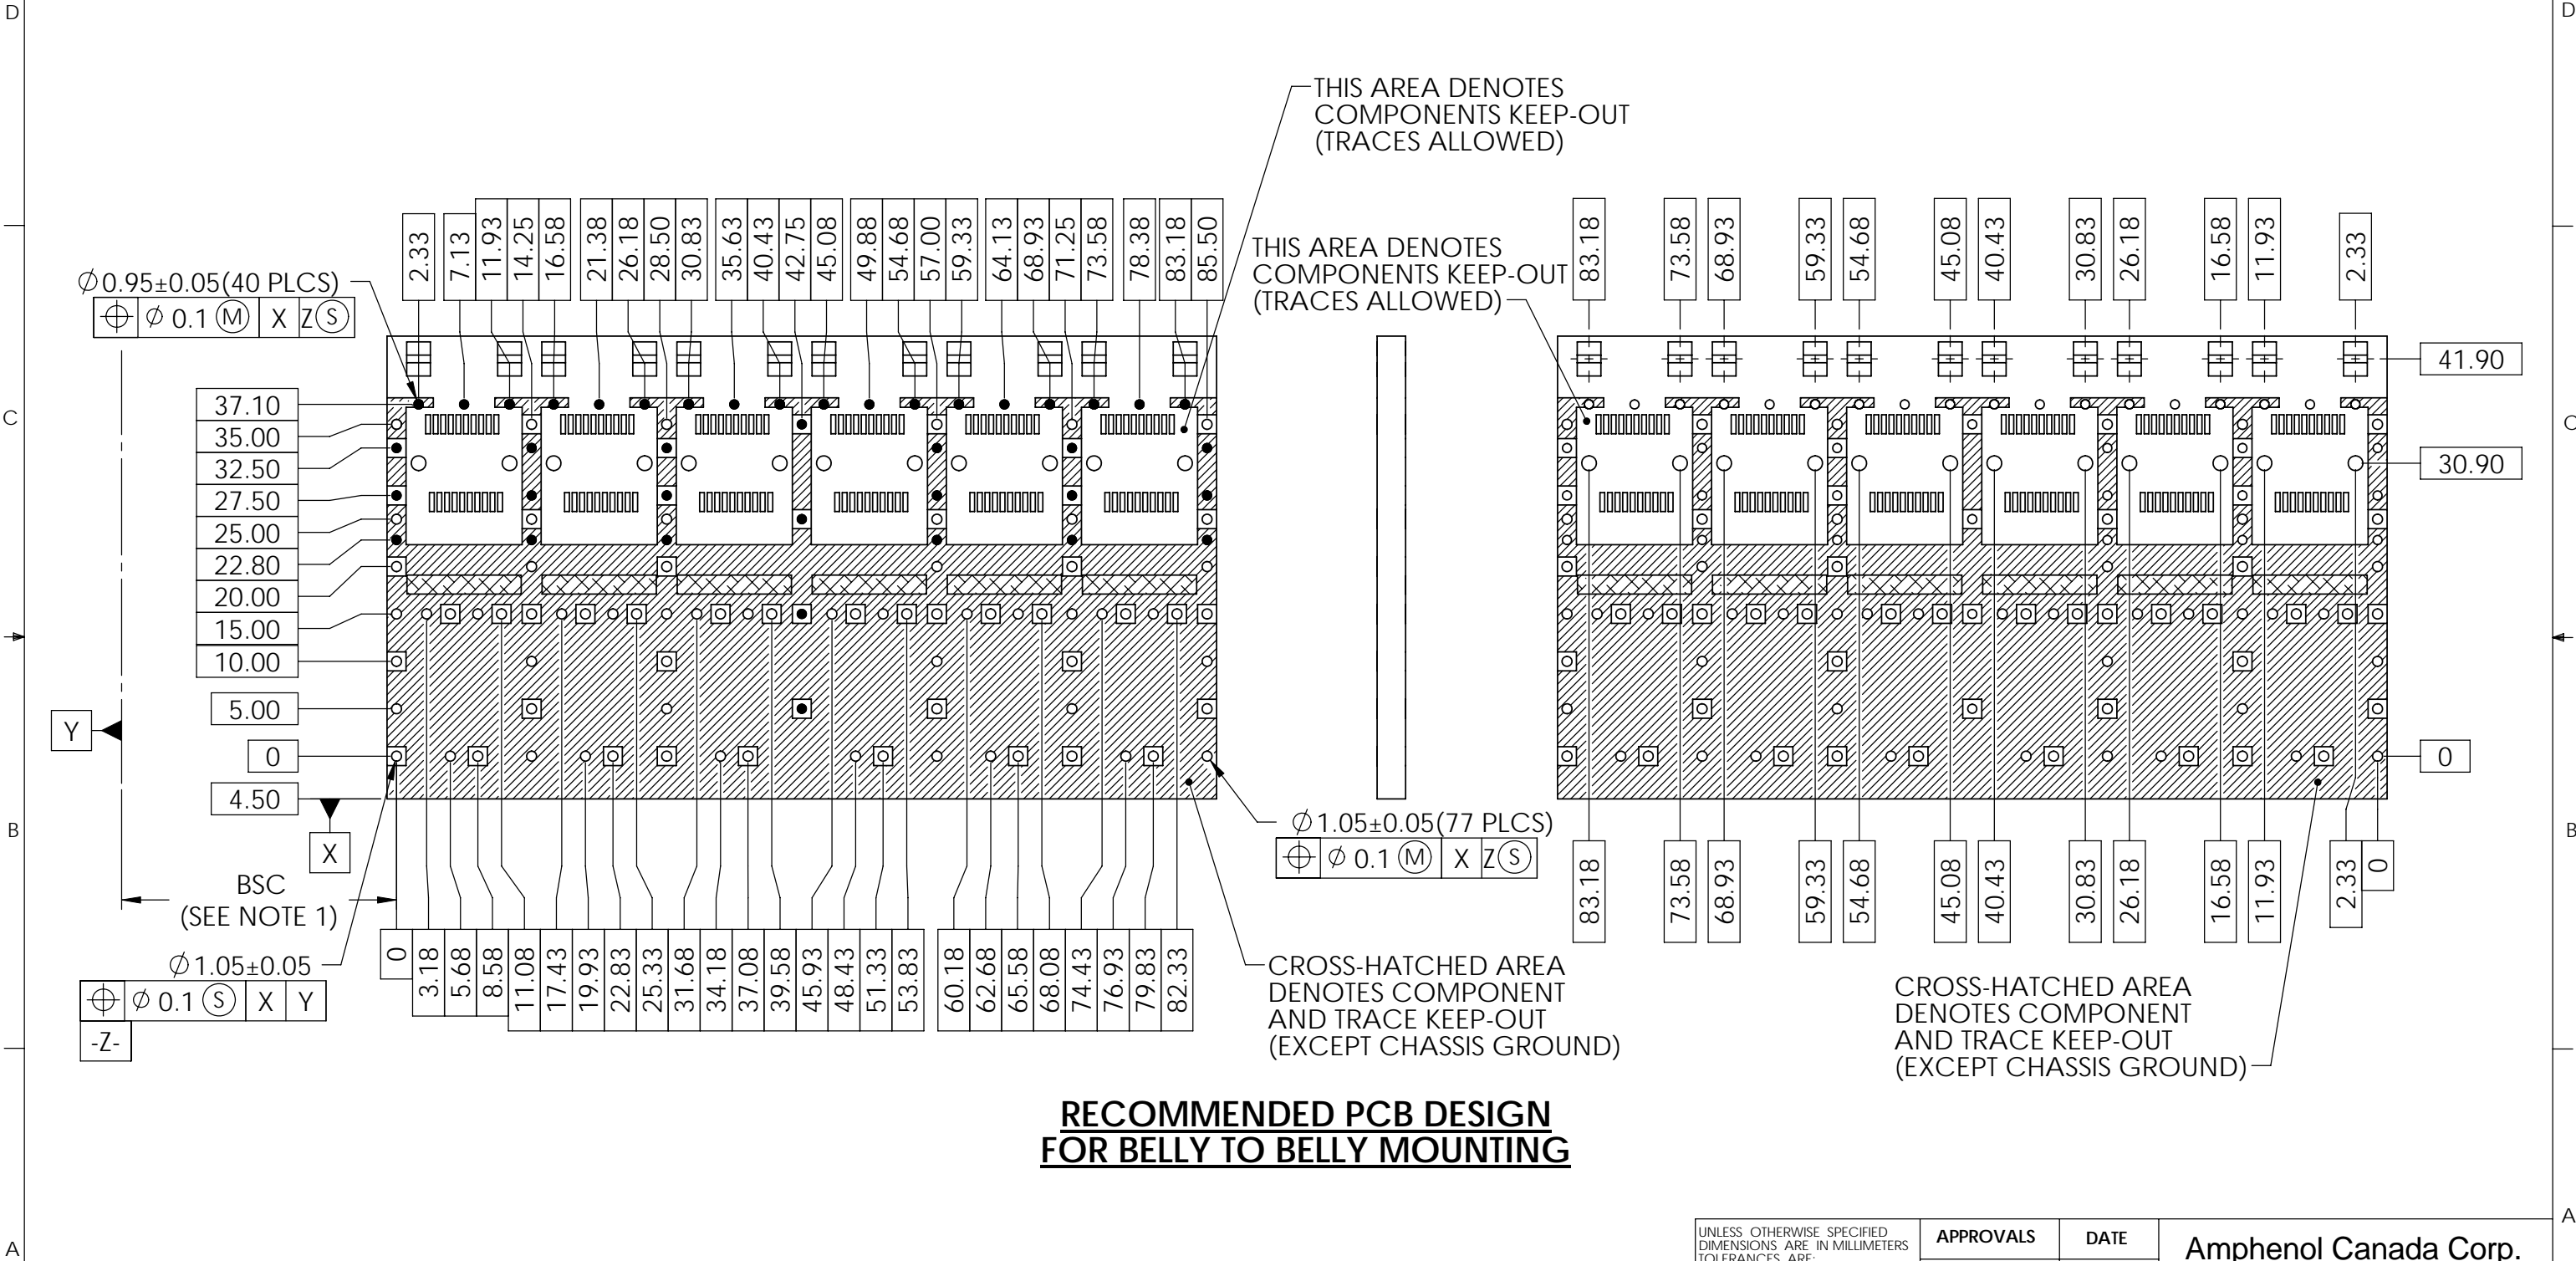 D
D
THIS AREA DENOTES
COMPONENTS KEEP-OUT
(TRACES ALLOWED)
THIS AREA DENOTES
COMPONENTS KEEP-OUT
(TRACES ALLOWED)
2.33
7.13
11.93
14.25
16.58
21.38
26.18
28.50
30.83
35.63
40.43
42.75
45.08
49.88
54.68
57.00
59.33
64.13
68.93
71.25
73.58
78.38
83.18
85.50
83.18
73.58
68.93
59.33
54.68
45.08
40.43
30.83
26.18
16.58
11.93
2.33
Ø0.95±0.05(40 PLCS)
⌖ Ø 0.1 Ⓜ X ZⓈ
41.90
30.90
0
C
C
37.10
35.00
32.50
27.50
25.00
22.80
20.00
15.00
10.00
5.00
0
4.50
Y
X
B
B
BSC
(SEE NOTE 1)
Ø1.05±0.05
⌖ Ø 0.1 Ⓢ X Y
-Z-
Ø1.05±0.05(77 PLCS)
⌖ Ø 0.1 Ⓜ X ZⓈ
0
3.18
5.68
8.58
11.08
17.43
19.93
22.83
25.33
31.68
34.18
37.08
39.58
45.93
48.43
51.33
53.83
60.18
62.68
65.58
68.08
74.43
76.93
79.83
82.33
83.18
73.58
68.93
59.33
54.68
45.08
40.43
30.83
26.18
16.58
11.93
2.33
0
CROSS-HATCHED AREA
DENOTES COMPONENT
AND TRACE KEEP-OUT
(EXCEPT CHASSIS GROUND)
CROSS-HATCHED AREA
DENOTES COMPONENT
AND TRACE KEEP-OUT
(EXCEPT CHASSIS GROUND)
RECOMMENDED PCB DESIGN
FOR BELLY TO BELLY MOUNTING
A
A
UNLESS OTHERWISE SPECIFIED
DIMENSIONS ARE IN MILLIMETERS
TOLERANCES ARE:
APPROVALS
DATE
Amphenol Canada Corp.